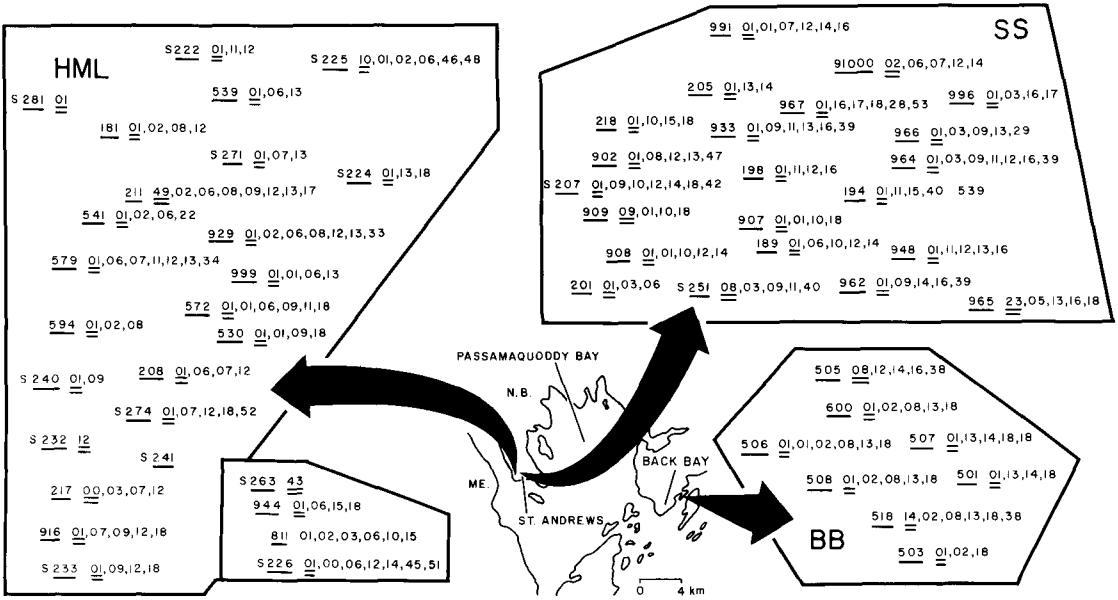 HML
S 222 01,11,12
S 225 10,01,02,06,46,48
S 281 01
539 01,06,13
181 01,02,08,12
S 271 01,07,13
S 224 01,13,18
211 49,02,06,08,09,12,13,17
541 01,02,06,22
929 01,02,06,08,12,13,33
579 01,06,07,11,12,13,34
999 01,01,06,13
572 01,01,06,09,11,18
594 01,02,08
530 01,01,09,18
S 240 01,09
208 01,06,07,12
S 274 01,07,12,18,52
S 232 12
S 241
217 00,03,07,12
916 01,07,09,12,18
S 233 01,09,12,18
S 263 43
944 01,06,15,18
811 01,02,03,06,10,15
S 226 01,00,06,12,14,45,51
SS
991 01,01,07,12,14,16
91000 02,06,07,12,14
205 01,13,14
967 01,16,17,18,28,53
996 01,03,16,17
218 01,10,15,18
933 01,09,11,13,16,39
966 01,03,09,13,29
902 01,08,12,13,47
198 01,11,12,16
964 01,03,09,11,12,16,39
S 207 01,09,10,12,14,18,42
194 01,11,15,40 539
909 09,01,10,18
907 01,01,10,18
908 01,01,10,12,14
189 01,06,10,12,14
948 01,11,12,13,16
201 01,03,06
S 251 08,03,09,11,40
962 01,09,14,16,39
965 23,05,13,16,18
PASSAMAQUODDY BAY
N.B.
BACK BAY
ME.
ST. ANDREWS
0 4 km
505 08,12,14,16,38
600 01,02,08,13,18
506 01,01,02,08,13,18
507 01,13,14,18,18
508 01,02,08,13,18
501 01,13,14,18
518 14,02,08,13,18,38
BB
503 01,02,18